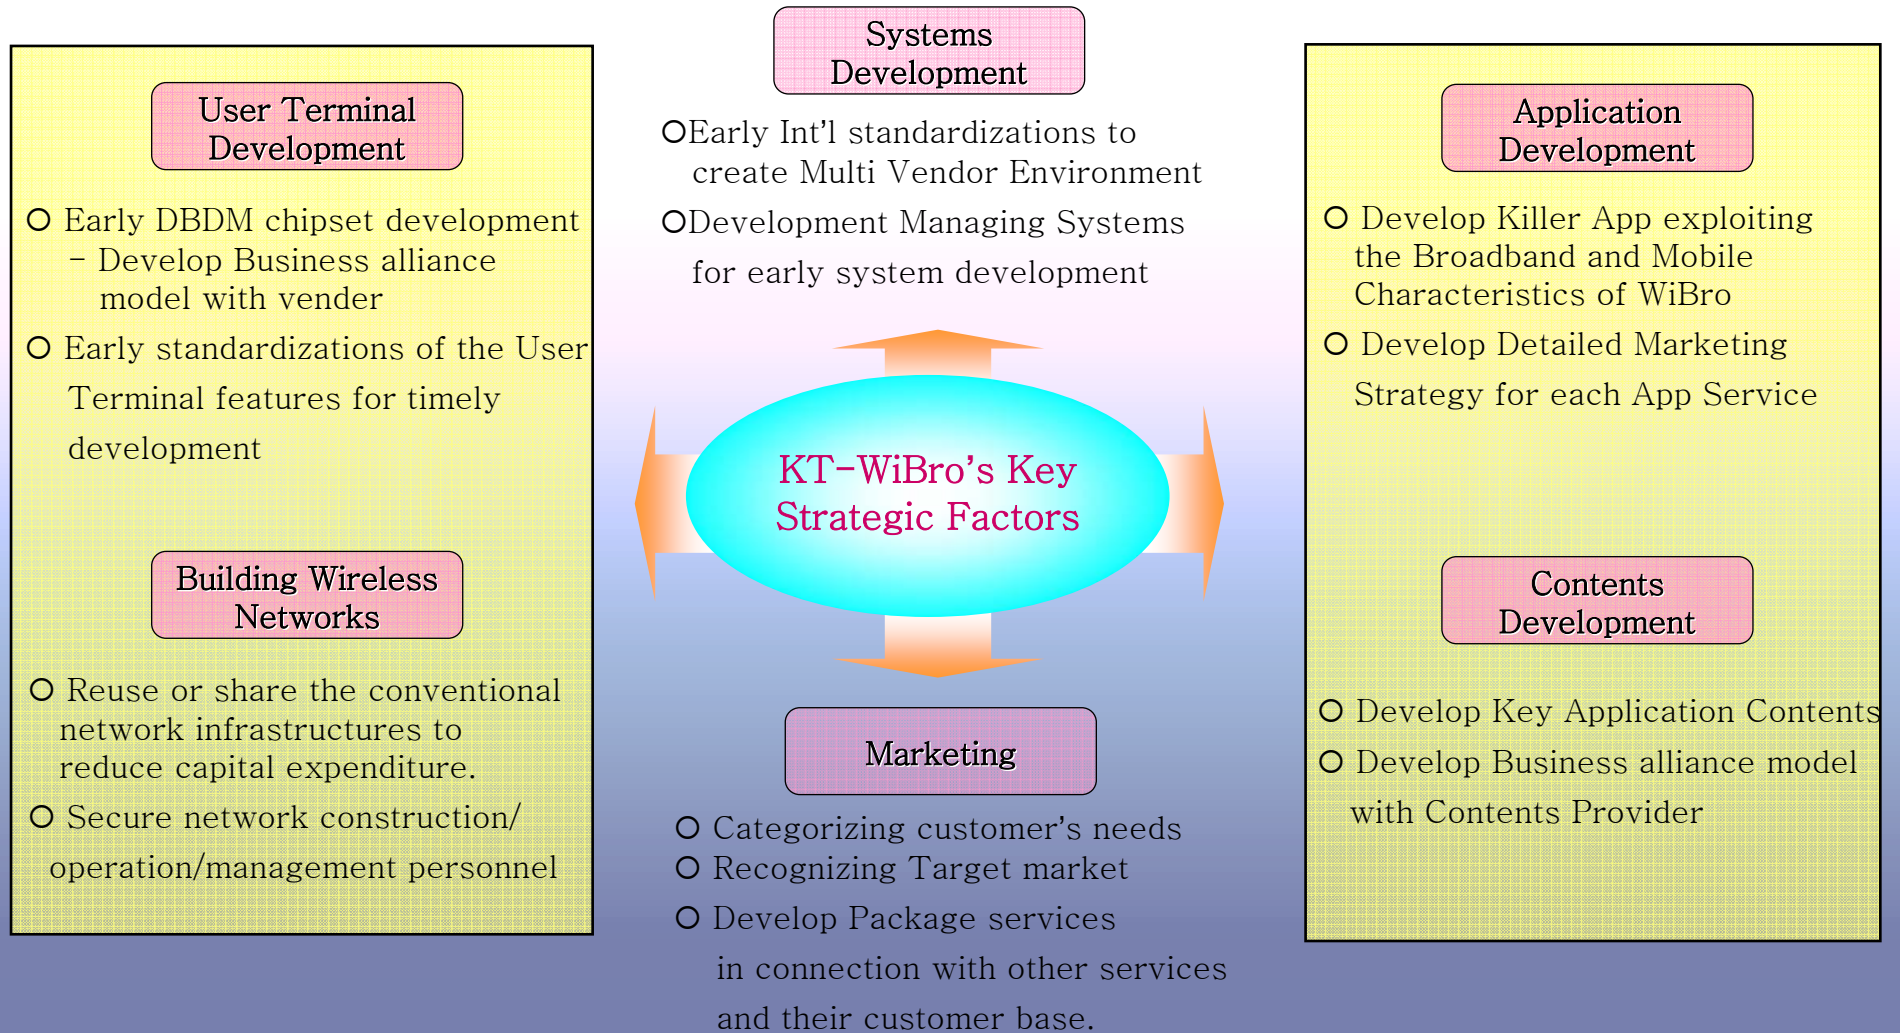 Systems
Development
○Early Int'l standardizations to
create Multi Vendor Environment
○Development Managing Systems
for early system development
User Terminal
Development
○ Early DBDM chipset development
- Develop Business alliance
model with vender
○ Early standardizations of the User
Terminal features for timely
development
Building Wireless
Networks
○ Reuse or share the conventional
network infrastructures to
reduce capital expenditure.
○ Secure network construction/
operation/management personnel
KT-WiBro's Key
Strategic Factors
Application
Development
○ Develop Killer App exploiting
the Broadband and Mobile
Characteristics of WiBro
○ Develop Detailed Marketing
Strategy for each App Service
Contents
Development
○ Develop Key Application Contents
○ Develop Business alliance model
with Contents Provider
Marketing
○ Categorizing customer's needs
○ Recognizing Target market
○ Develop Package services
in connection with other services
and their customer base.